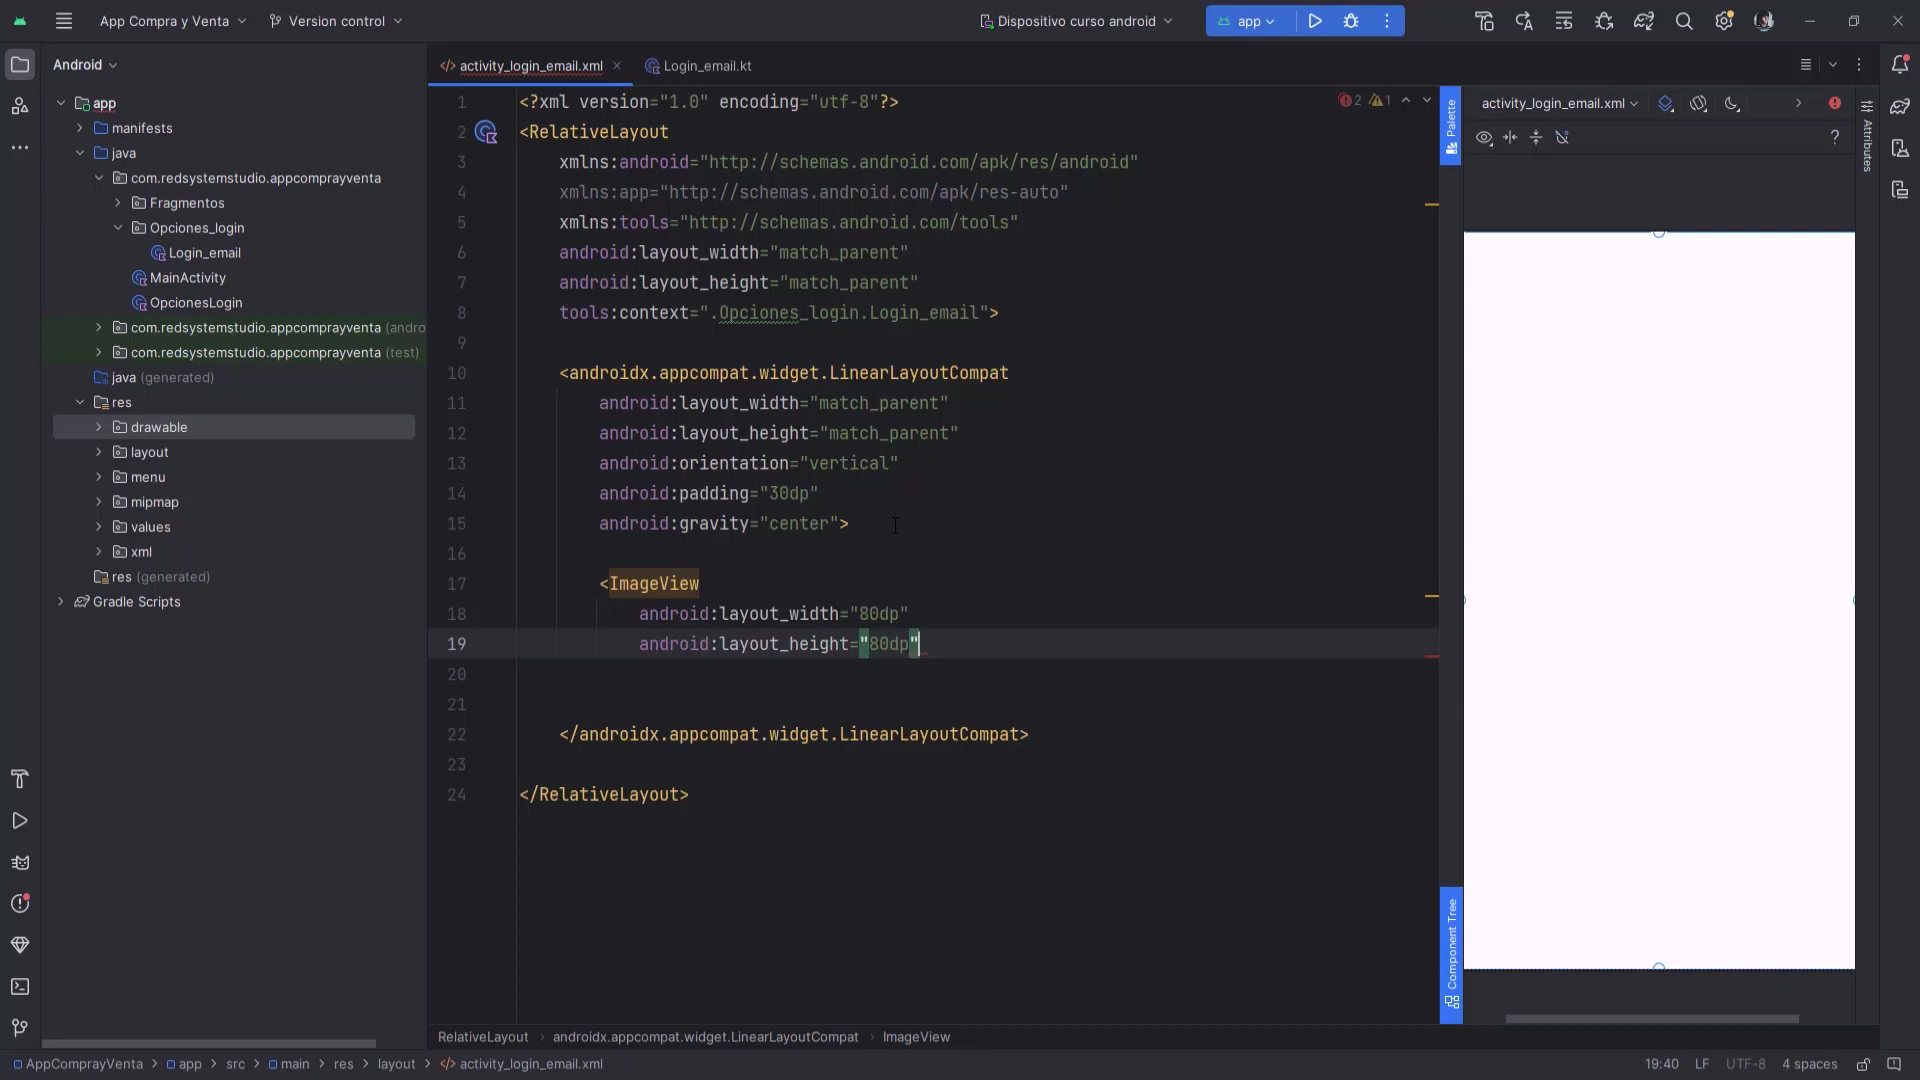 App Compra y Venta
Version control
Dispositivo curso android
app
Android
activity_login_email.xml
Login_email.kt
app
manifests
java
com.redsystemstudio.appcomprayventa
Fragmentos
Opciones_login
Login_email
MainActivity
OpcionesLogin
com.redsystemstudio.appcomprayventa (andro
com.redsystemstudio.appcomprayventa (test)
java (generated)
res
drawable
layout
menu
mipmap
values
xml
res (generated)
Gradle Scripts
2 1
1 <?xml version="1.0" encoding="utf-8"?>
2 <RelativeLayout
3 xmlns:android="http://schemas.android.com/apk/res/android"
4 xmlns:app="http://schemas.android.com/apk/res-auto"
5 xmlns:tools="http://schemas.android.com/tools"
6 android:layout_width="match_parent"
7 android:layout_height="match_parent"
8 tools:context=".Opciones_login.Login_email">
9
10 <androidx.appcompat.widget.LinearLayoutCompat
11 android:layout_width="match_parent"
12 android:layout_height="match_parent"
13 android:orientation="vertical"
14 android:padding="30dp"
15 android:gravity="center">
16
17 <ImageView
18 android:layout_width="80dp"
19 android:layout_height="80dp"
20
21
22 </androidx.appcompat.widget.LinearLayoutCompat>
23
24 </RelativeLayout>
Palette
Component Tree
activity_login_email.xml
?
Attributes
RelativeLayout > androidx.appcompat.widget.LinearLayoutCompat > ImageView
AppComprayVenta > app > src > main > res > layout > activity_login_email.xml
19:40 LF UTF-8 4 spaces